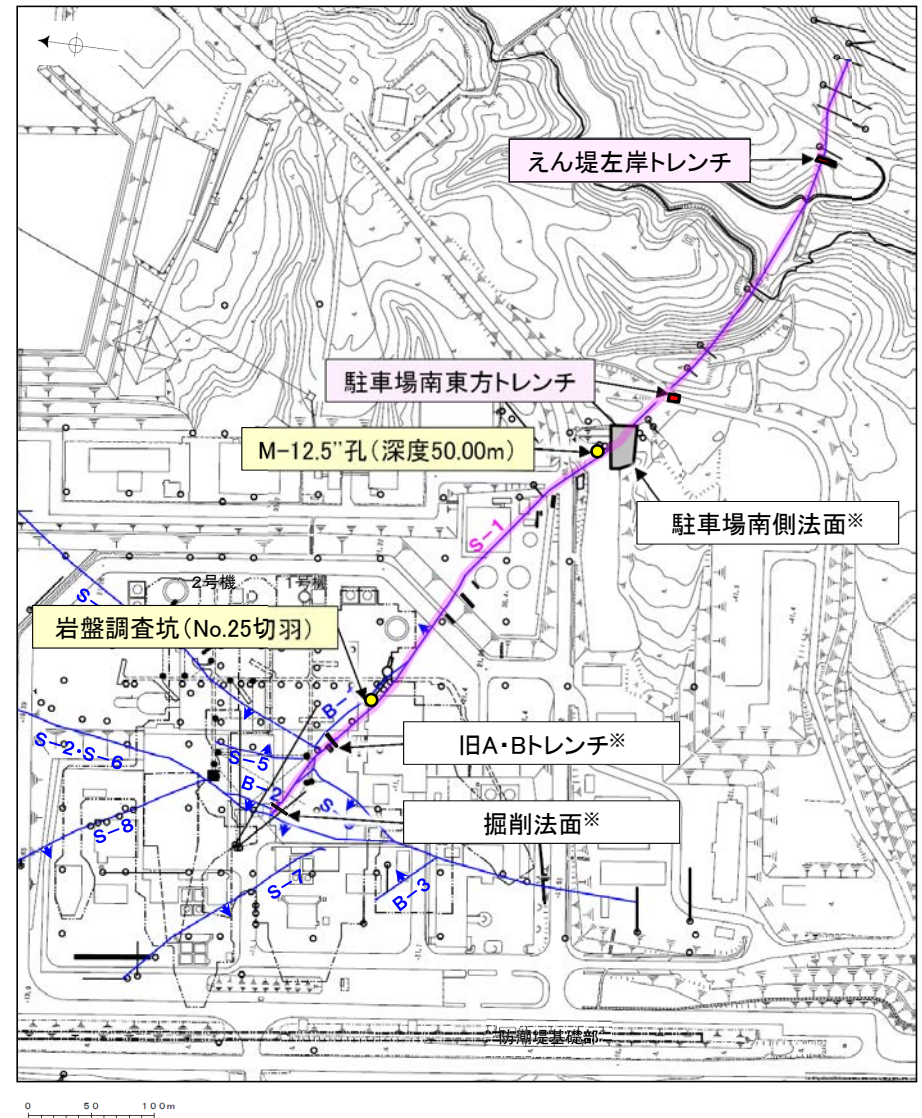 えん堤左岸トレンチ
駐車場南東方トレンチ
M-12.5”孔(深度50.00m)
駐車場南側法面※
S-1
2号機
1号機
岩盤調査坑(No.25切羽)
旧A・Bトレンチ※
S-2・S-6
S-5
B-2
掘削法面※
S-8
S-7
B-3
防潮堤基礎部
0 50 100m